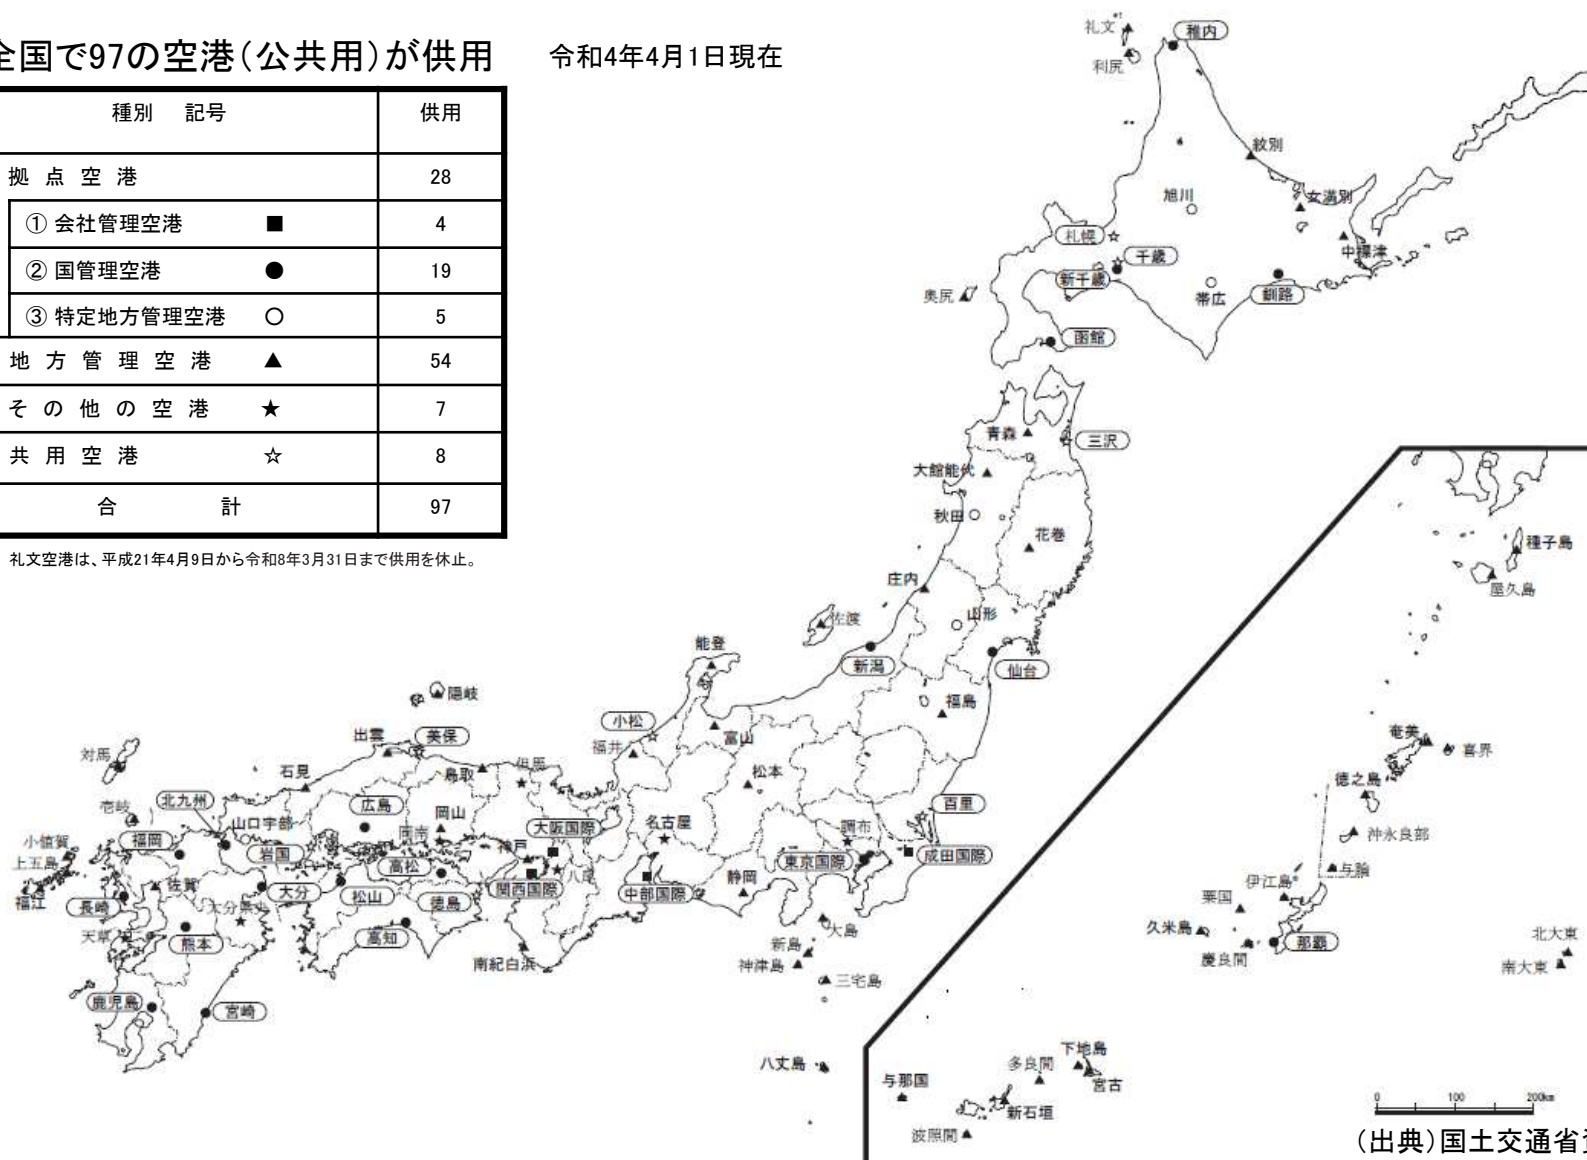 全国で97の空港(公共用)が供用
令和4年4月1日現在
種別 記号 供用
拠点空港 28
① 会社管理空港 ■ 4
② 国管理空港 ● 19
③ 特定地方管理空港 ○ 5
地方管理空港 ▲ 54
その他の空港 ★ 7
共用空港 ☆ 8
合計 97
礼文空港は、平成21年4月9日から令和8年3月31日まで供用を休止。
礼文
利尻
稚内
紋別
旭川
女満別
中標津
札幌
千歳
新千歳
帯広
釧路
奥尻
函館
青森
三沢
大館能代
秋田
花巻
庄内
山形
佐渡
新潟
仙台
福島
能登
小松
福井
富山
松本
隠岐
出雲
美保
鳥取
但馬
石見
対馬
壱岐
北九州
山口宇部
広島
岡山
岡南
小値賀
上五島
福岡
岩国
高松
神戸
大阪国際
名古屋
調布
百里
東京国際
成田国際
関西国際
八尾
中部国際
静岡
福江
長崎
佐賀
大分
松山
徳島
大分県央
天草
熊本
高知
南紀白浜
大島
新島
神津島
三宅島
鹿児島
宮崎
八丈島
種子島
屋久島
奄美
喜界
徳之島
沖永良部
与論
伊江島
粟国
久米島
慶良間
那覇
北大東
南大東
与那国
多良間
下地島
宮古
新石垣
波照間
0 100 200km
(出典)国土交通省